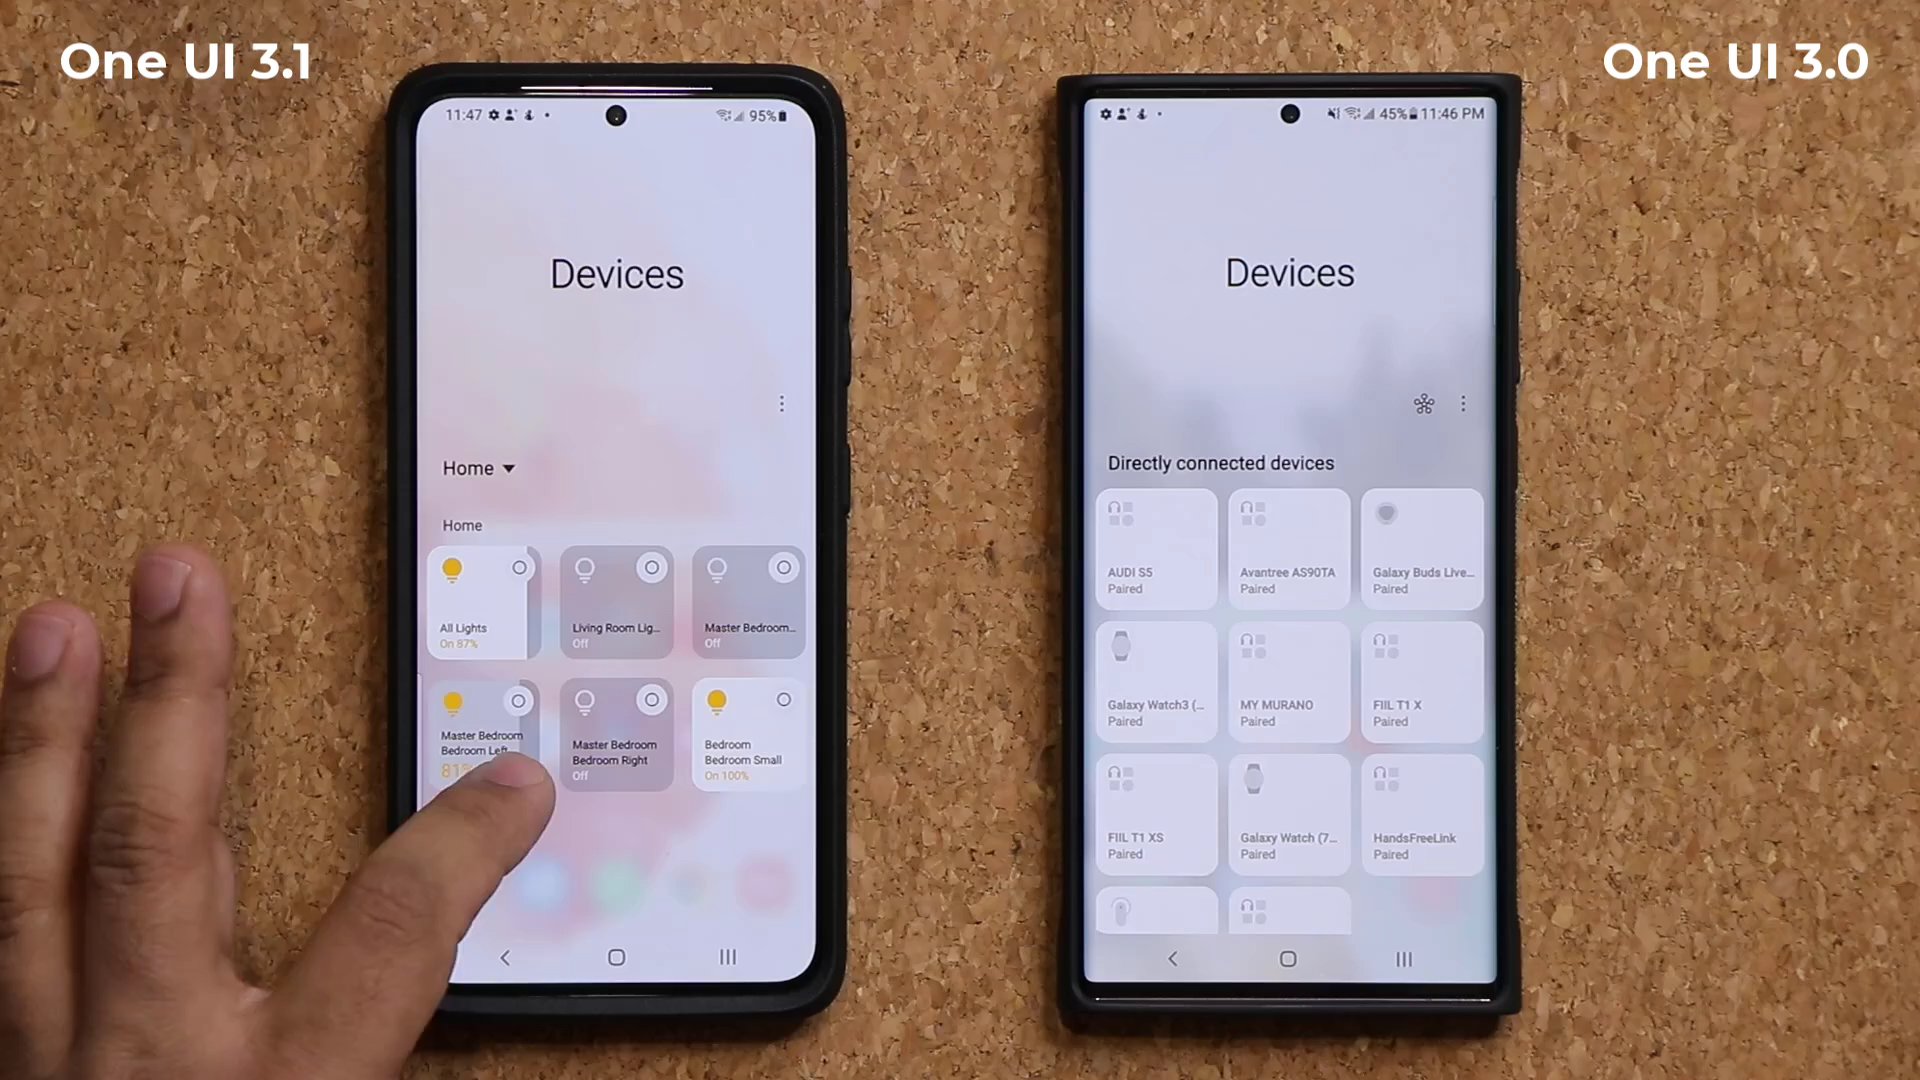 One UI 3.1
One UI 3.0
11:47
95%
Devices
Home
Home
All Lights
On 87%
Living Room Lig...
Off
Master Bedroom...
Off
Master Bedroom
Bedroom Left
81%
Master Bedroom
Bedroom Right
Off
Bedroom
Bedroom Small
On 100%
45% 11:46 PM
Devices
Directly connected devices
AUDI S5
Paired
Avantree AS90TA
Paired
Galaxy Buds Live...
Paired
Galaxy Watch3 (...
Paired
MY MURANO
Paired
FIIL T1 X
Paired
FIIL T1 XS
Paired
Galaxy Watch (7...
Paired
HandsFreeLink
Paired